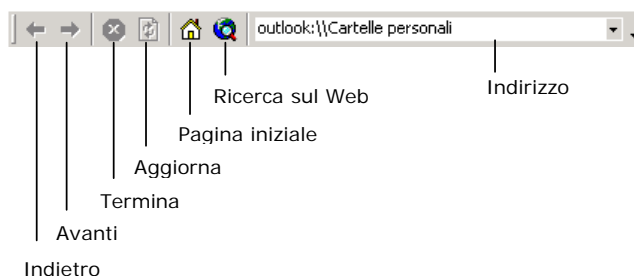 outlook:\\Cartelle personali
Indirizzo
Ricerca sul Web
Pagina iniziale
Aggiorna
Termina
Avanti
Indietro